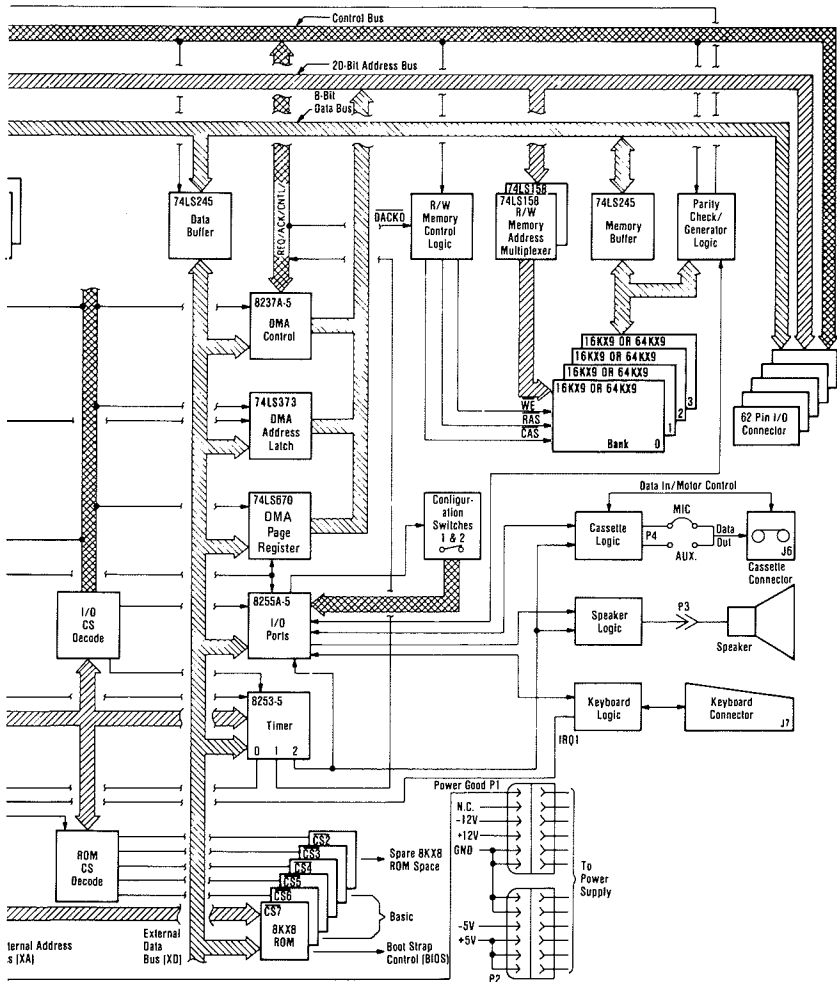 Control Bus
20-Bit Address Bus
8-Bit
Data Bus
74LS245
Data
Buffer
REQ/ACK/CNTL
DACK0
R/W
Memory
Control
Logic
74LS158
74LS158
R/W
Memory
Address
Multiplexer
74LS245
Memory
Buffer
Parity
Check/
Generator
Logic
8237A-5
DMA
Control
16KX9 OR 64KX9
16KX9 OR 64KX9
16KX9 OR 64KX9
16KX9 OR 64KX9
3
2
1
Bank 0
WE
RAS
CAS
62 Pin I/O
Connector
74LS373
DMA
Address
Latch
74LS670
DMA
Page
Register
Configur-
ation
Switches
1 & 2
Data In/Motor Control
Cassette
Logic
MIC
P4
AUX.
Data
Out
J6
Cassette
Connector
I/O
CS
Decode
8255A-5
I/O
Ports
Speaker
Logic
P3
Speaker
8253-5
Timer
0 1 2
Keyboard
Logic
IRQ1
Keyboard
Connector
J7
Power Good P1
N.C.
-12V
+12V
GND
-5V
+5V
P2
To
Power
Supply
ROM
CS
Decode
CS2
CS3
CS4
CS5
CS6
CS7
8KX8
ROM
Spare 8KX8
ROM Space
Basic
Boot Strap
Control (BIOS)
ternal Address
s (XA)
External
Data
Bus (XD)